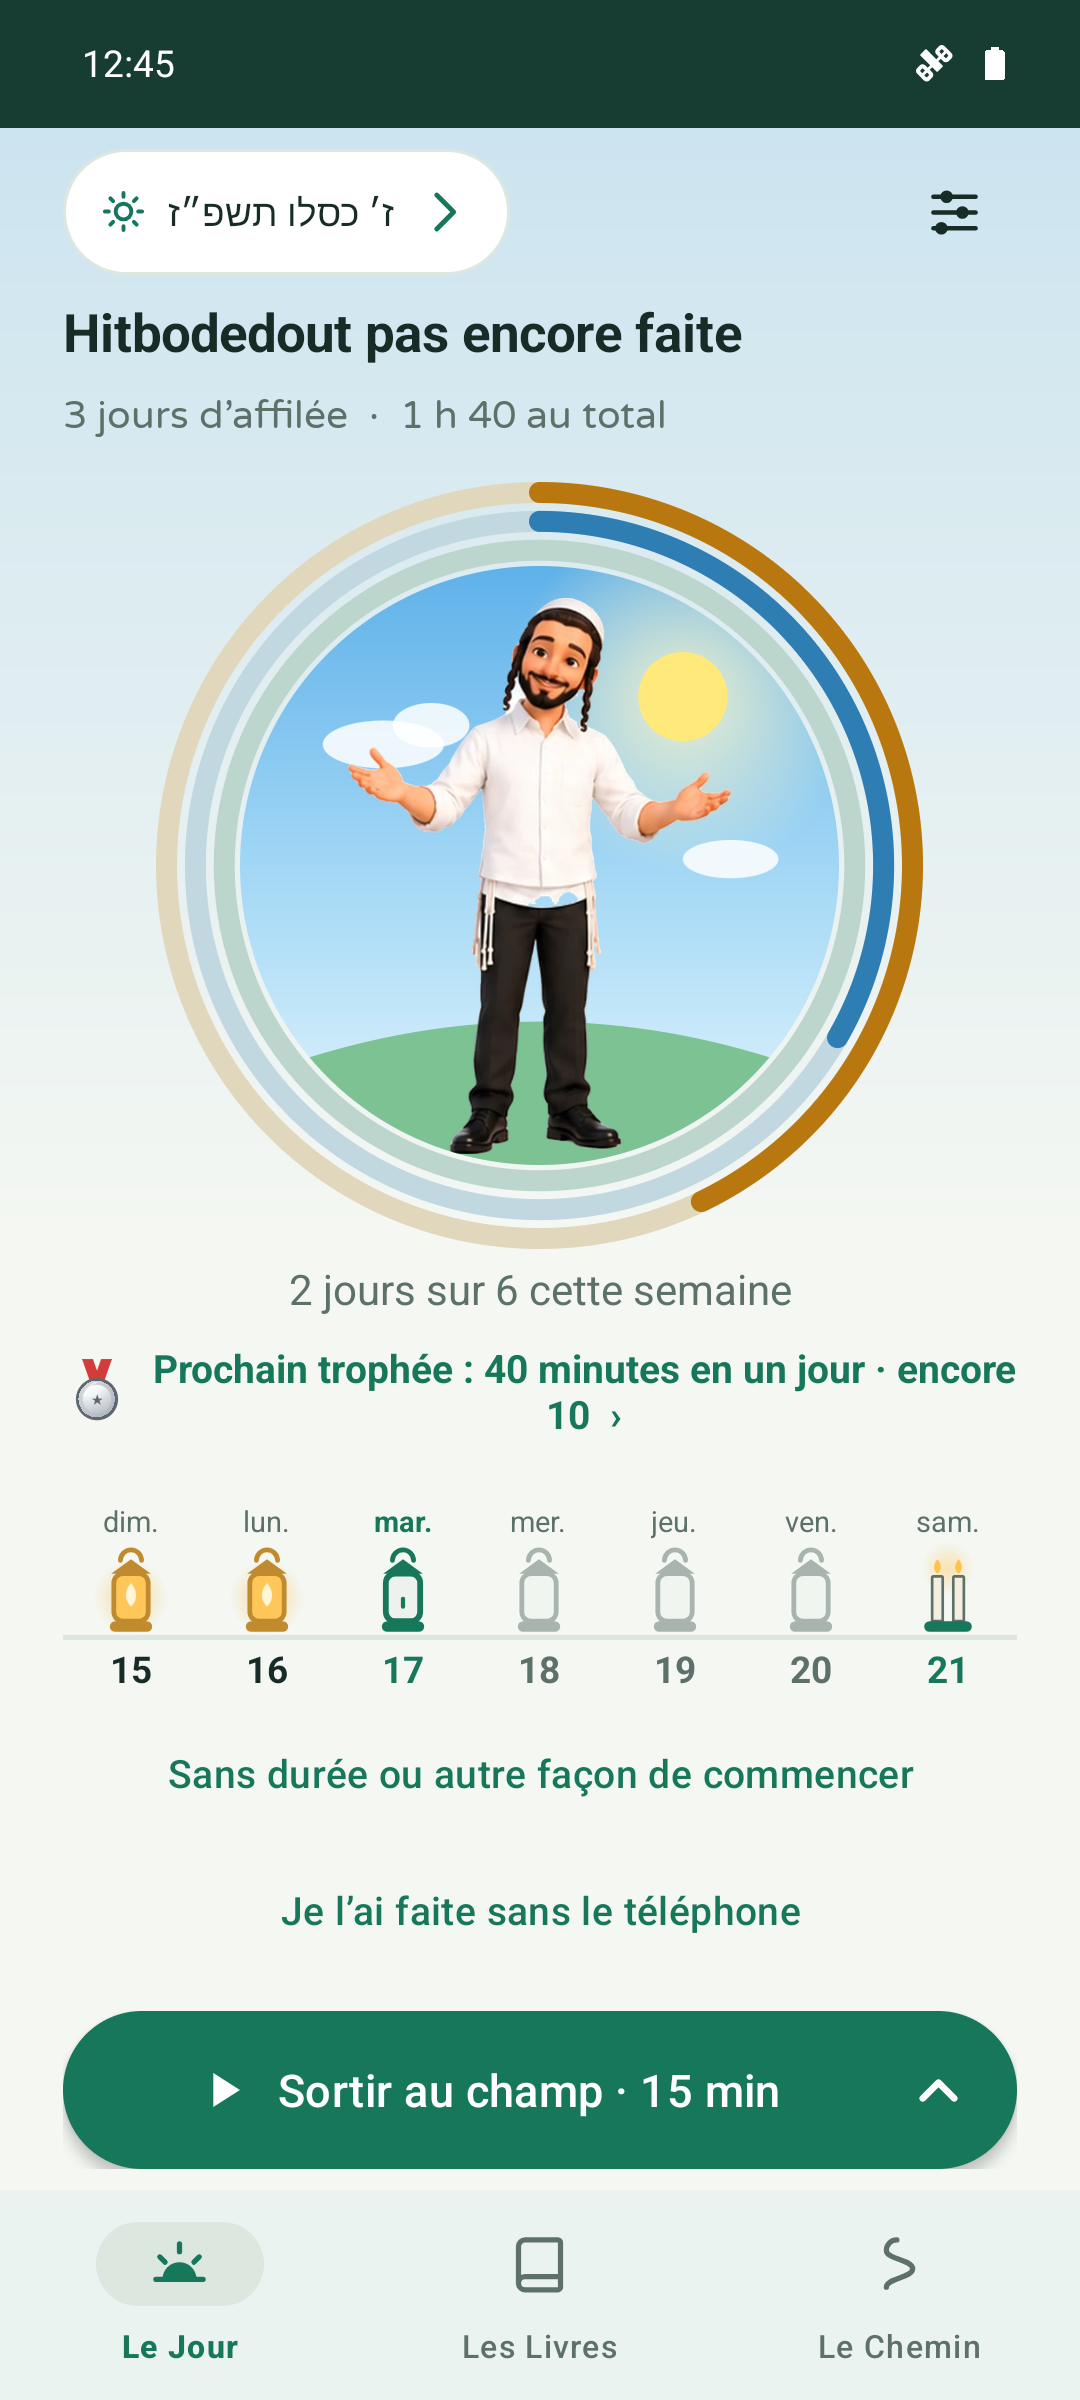 12:45
ז׳ כסלו תשפ״ז
Hitbodedout pas encore faite
3 jours d’affilée · 1 h 40 au total
2 jours sur 6 cette semaine
Prochain trophée : 40 minutes en un jour · encore
10 ›
dim. lun. mar. mer. jeu. ven. sam.
15 16 17 18 19 20 21
Sans durée ou autre façon de commencer
Je l’ai faite sans le téléphone
Sortir au champ · 15 min
Le Jour Les Livres Le Chemin